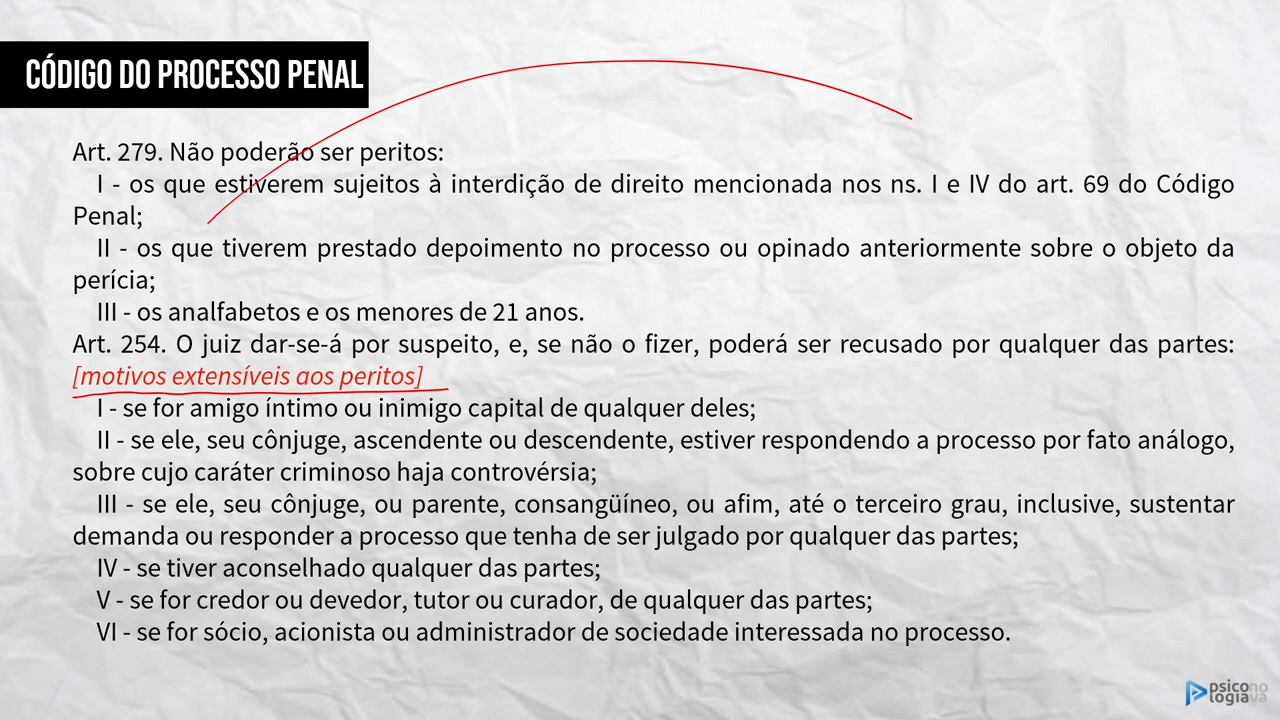 CÓDIGO DO PROCESSO PENAL
Art. 279. Não poderão ser peritos:
I - os que estiverem sujeitos à interdição de direito mencionada nos ns. I e IV do art. 69 do Código
Penal;
II - os que tiverem prestado depoimento no processo ou opinado anteriormente sobre o objeto da
perícia;
III - os analfabetos e os menores de 21 anos.
Art. 254. O juiz dar-se-á por suspeito, e, se não o fizer, poderá ser recusado por qualquer das partes:
[motivos extensíveis aos peritos]
I - se for amigo íntimo ou inimigo capital de qualquer deles;
II - se ele, seu cônjuge, ascendente ou descendente, estiver respondendo a processo por fato análogo,
sobre cujo caráter criminoso haja controvérsia;
III - se ele, seu cônjuge, ou parente, consangüíneo, ou afim, até o terceiro grau, inclusive, sustentar
demanda ou responder a processo que tenha de ser julgado por qualquer das partes;
IV - se tiver aconselhado qualquer das partes;
V - se for credor ou devedor, tutor ou curador, de qualquer das partes;
VI - se for sócio, acionista ou administrador de sociedade interessada no processo.
psicono
logiava